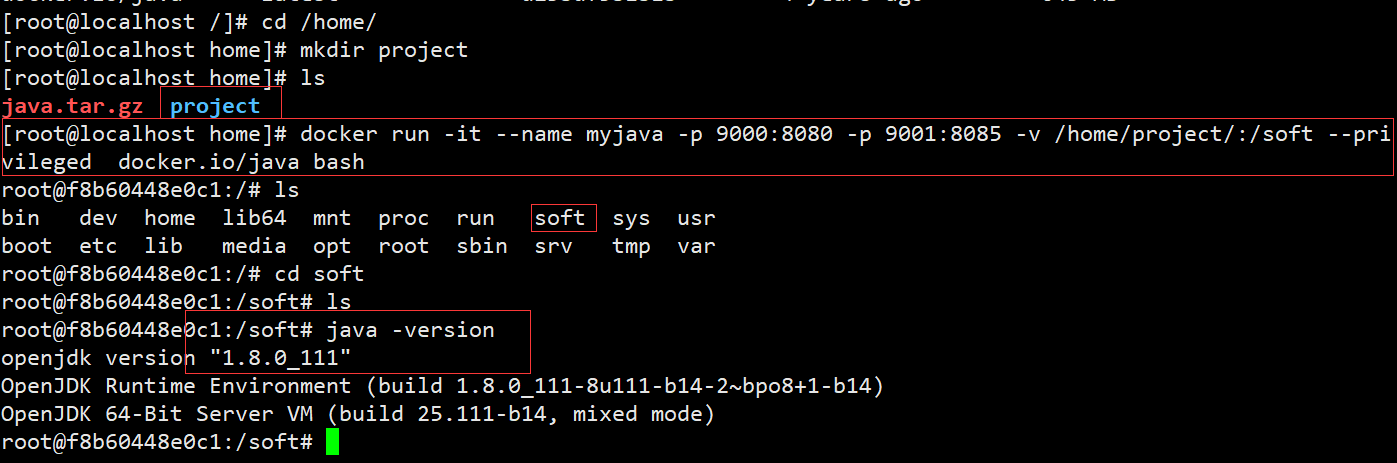 [root@localhost /]# cd /home/
[root@localhost home]# mkdir project
[root@localhost home]# ls
java.tar.gz project
[root@localhost home]# docker run -it --name myjava -p 9000:8080 -p 9001:8085 -v /home/project/:/soft --pri
vileged docker.io/java bash
root@f8b60448e0c1:/# ls
bin dev home lib64 mnt proc run soft sys usr
boot etc lib media opt root sbin srv tmp var
root@f8b60448e0c1:/# cd soft
root@f8b60448e0c1:/soft# ls
root@f8b60448e0c1:/soft# java -version
openjdk version "1.8.0_111"
OpenJDK Runtime Environment (build 1.8.0_111-8u111-b14-2~bpo8+1-b14)
OpenJDK 64-Bit Server VM (build 25.111-b14, mixed mode)
root@f8b60448e0c1:/soft#